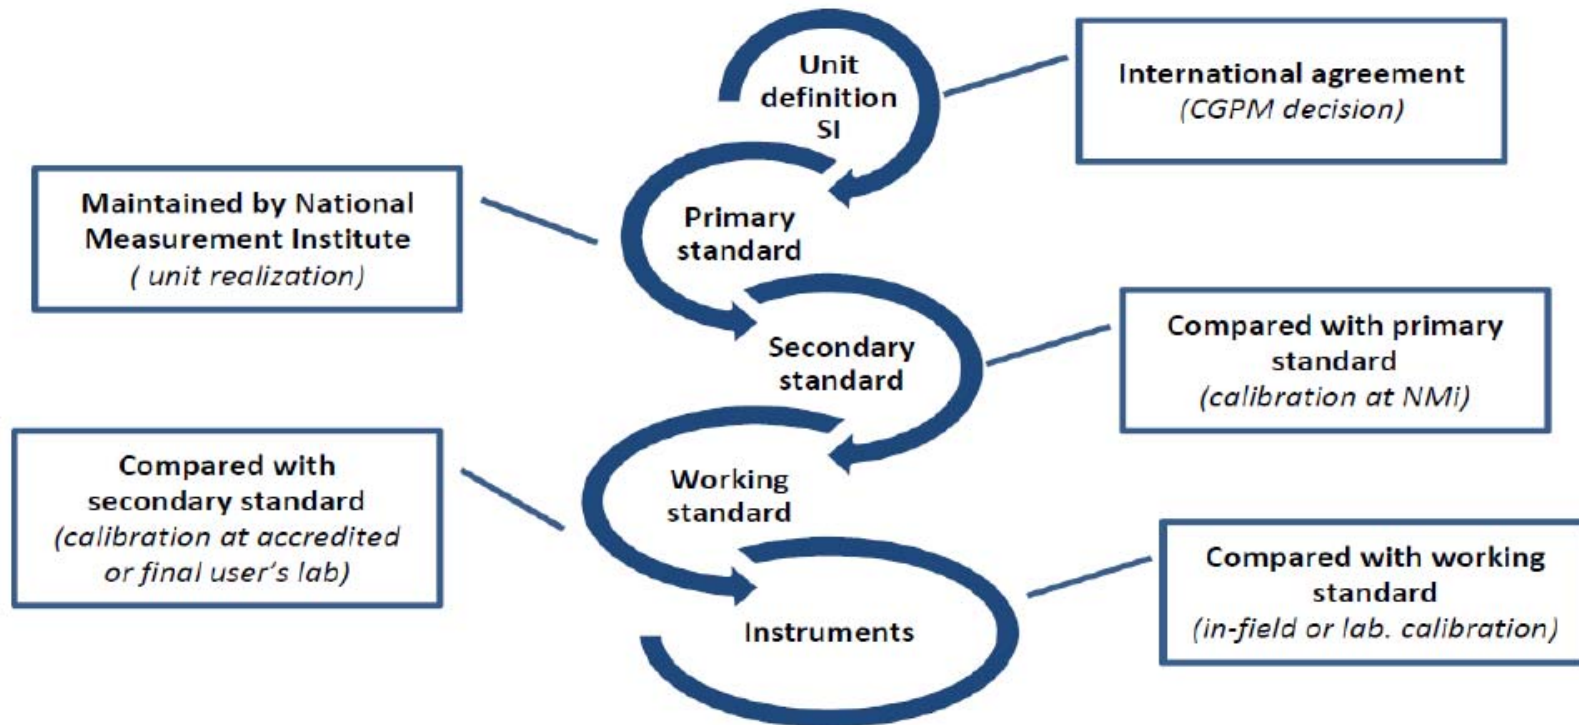 Unit
definition
SI
International agreement
(CGPM decision)
Maintained by National
Measurement Institute
( unit realization)
Primary
standard
Secondary
standard
Compared with primary
standard
(calibration at NMi)
Compared with
secondary standard
(calibration at accredited
or final user's lab)
Working
standard
Instruments
Compared with working
standard
(in-field or lab. calibration)